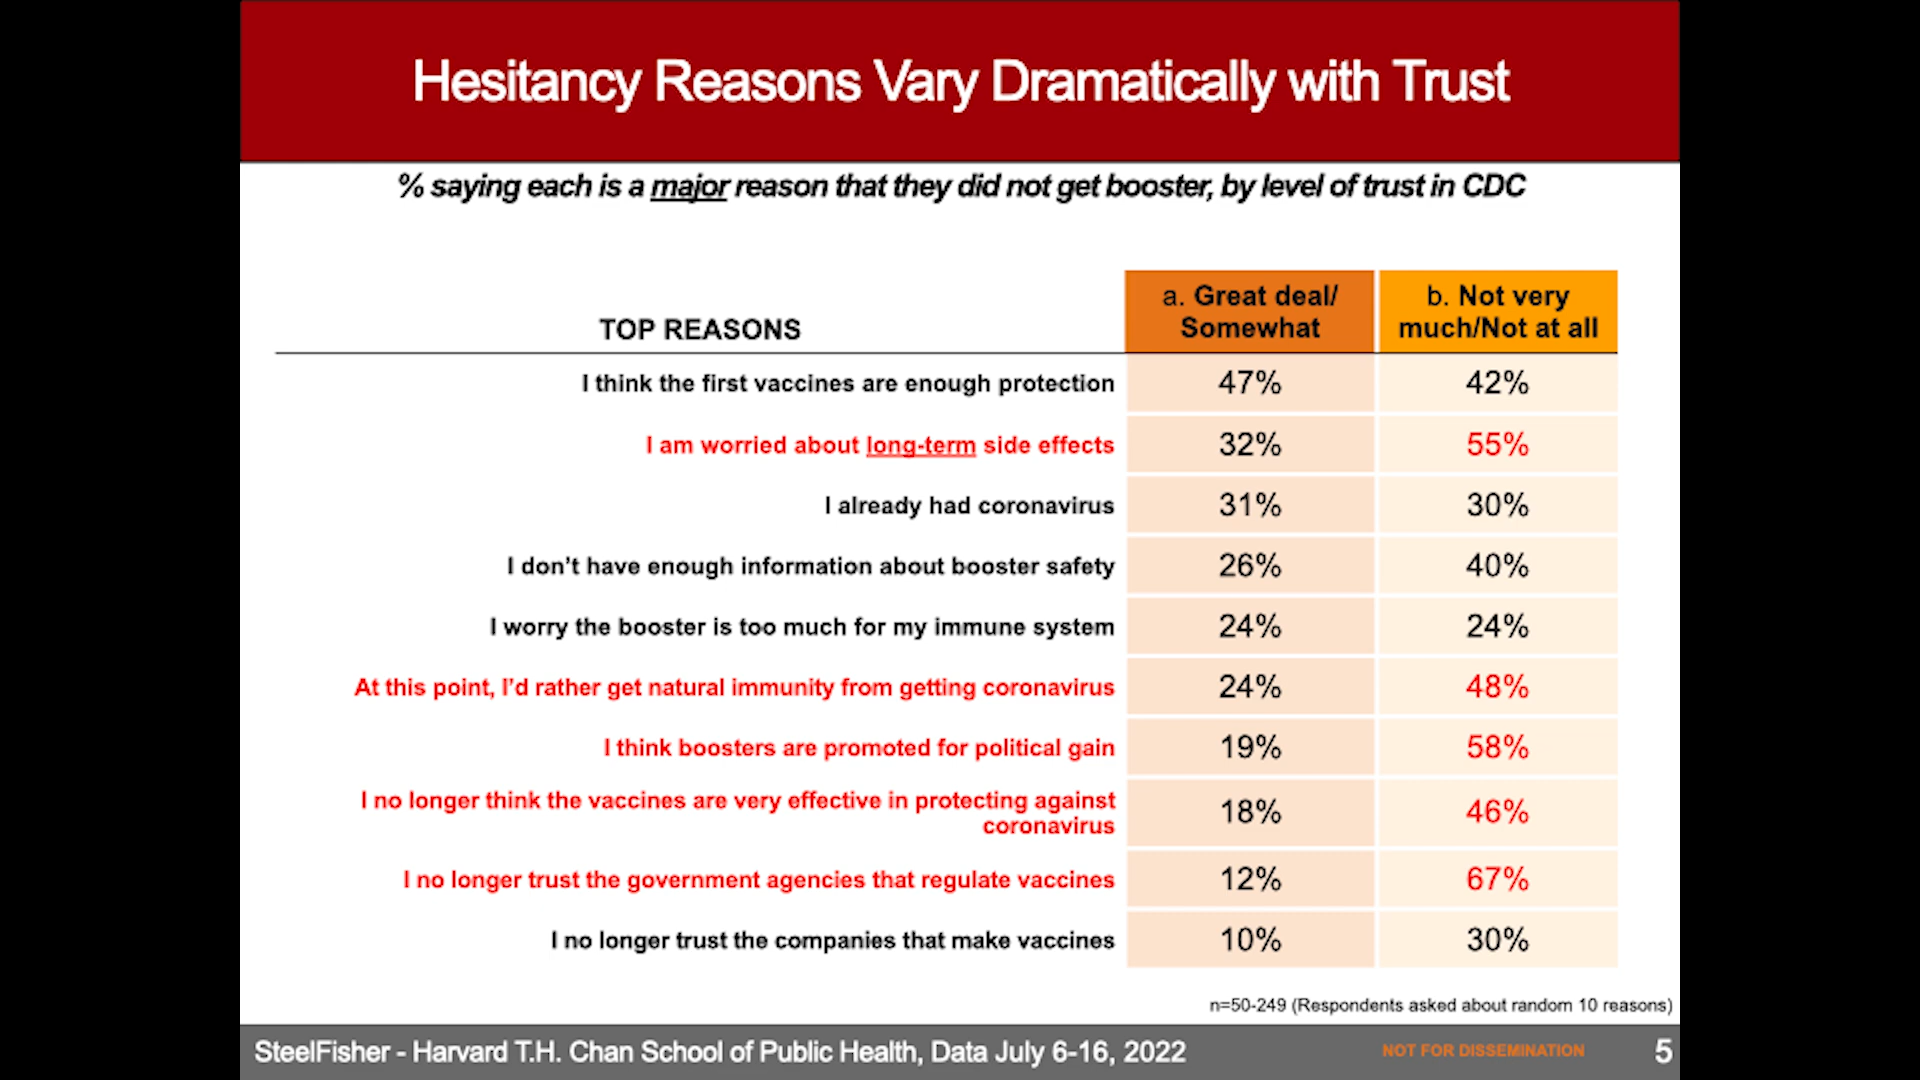 Hesitancy Reasons Vary Dramatically with Trust
% saying each is a major reason that they did not get booster, by level of trust in CDC
TOP REASONS
a. Great deal/
Somewhat
b. Not very
much/Not at all
I think the first vaccines are enough protection 47% 42%
I am worried about long-term side effects 32% 55%
I already had coronavirus 31% 30%
I don't have enough information about booster safety 26% 40%
I worry the booster is too much for my immune system 24% 24%
At this point, I'd rather get natural immunity from getting coronavirus 24% 48%
I think boosters are promoted for political gain 19% 58%
I no longer think the vaccines are very effective in protecting against
coronavirus 18% 46%
I no longer trust the government agencies that regulate vaccines 12% 67%
I no longer trust the companies that make vaccines 10% 30%
n=50-249 (Respondents asked about random 10 reasons)
SteelFisher - Harvard T.H. Chan School of Public Health, Data July 6-16, 2022
NOT FOR DISSEMINATION
5